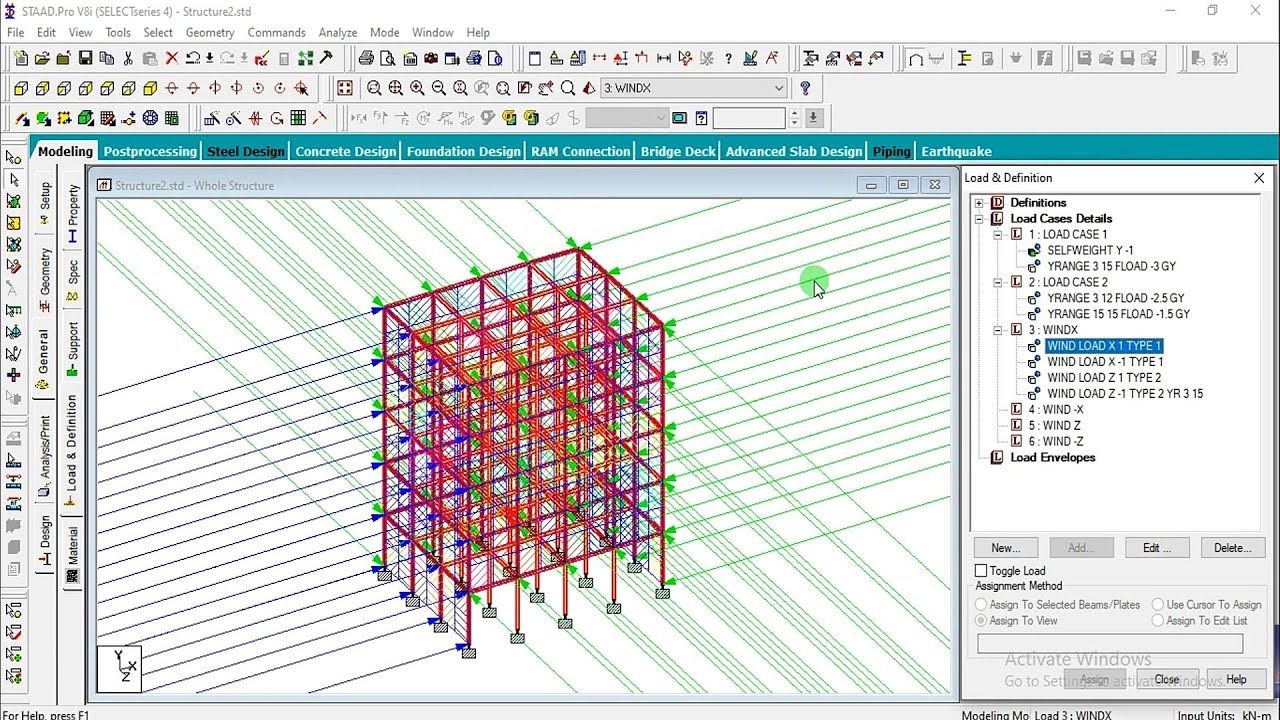 STAAD.Pro V8i (SELECTseries 4) - Structure2.std
File Edit View Tools Select Geometry Commands Analyze Mode Window Help
3: WINDX
Modeling Postprocessing Steel Design Concrete Design Foundation Design RAM Connection Bridge Deck Advanced Slab Design Piping Earthquake
Setup
Geometry
General
Analysis/Print
Design
Property
Spec
Support
Load & Definition
Material
Structure2.std - Whole Structure
Y
X
Z
Load & Definition
Definitions
Load Cases Details
1 : LOAD CASE 1
SELFWEIGHT Y -1
YRANGE 3 15 FLOAD -3 GY
2 : LOAD CASE 2
YRANGE 3 12 FLOAD -2.5 GY
YRANGE 15 15 FLOAD -1.5 GY
3 : WINDX
WIND LOAD X 1 TYPE 1
WIND LOAD X -1 TYPE 1
WIND LOAD Z 1 TYPE 2
WIND LOAD Z -1 TYPE 2 YR 3 15
4 : WIND -X
5 : WIND Z
6 : WIND -Z
Load Envelopes
New... Add... Edit ... Delete...
Toggle Load
Assignment Method
Assign To Selected Beams/Plates Use Cursor To Assign
Assign To View Assign To Edit List
Activate Windows
Go to Settings to activate Windows.
Assign Close Help
For Help, press F1 Modeling Mo Load 3 : WINDX Input Units: kN-m